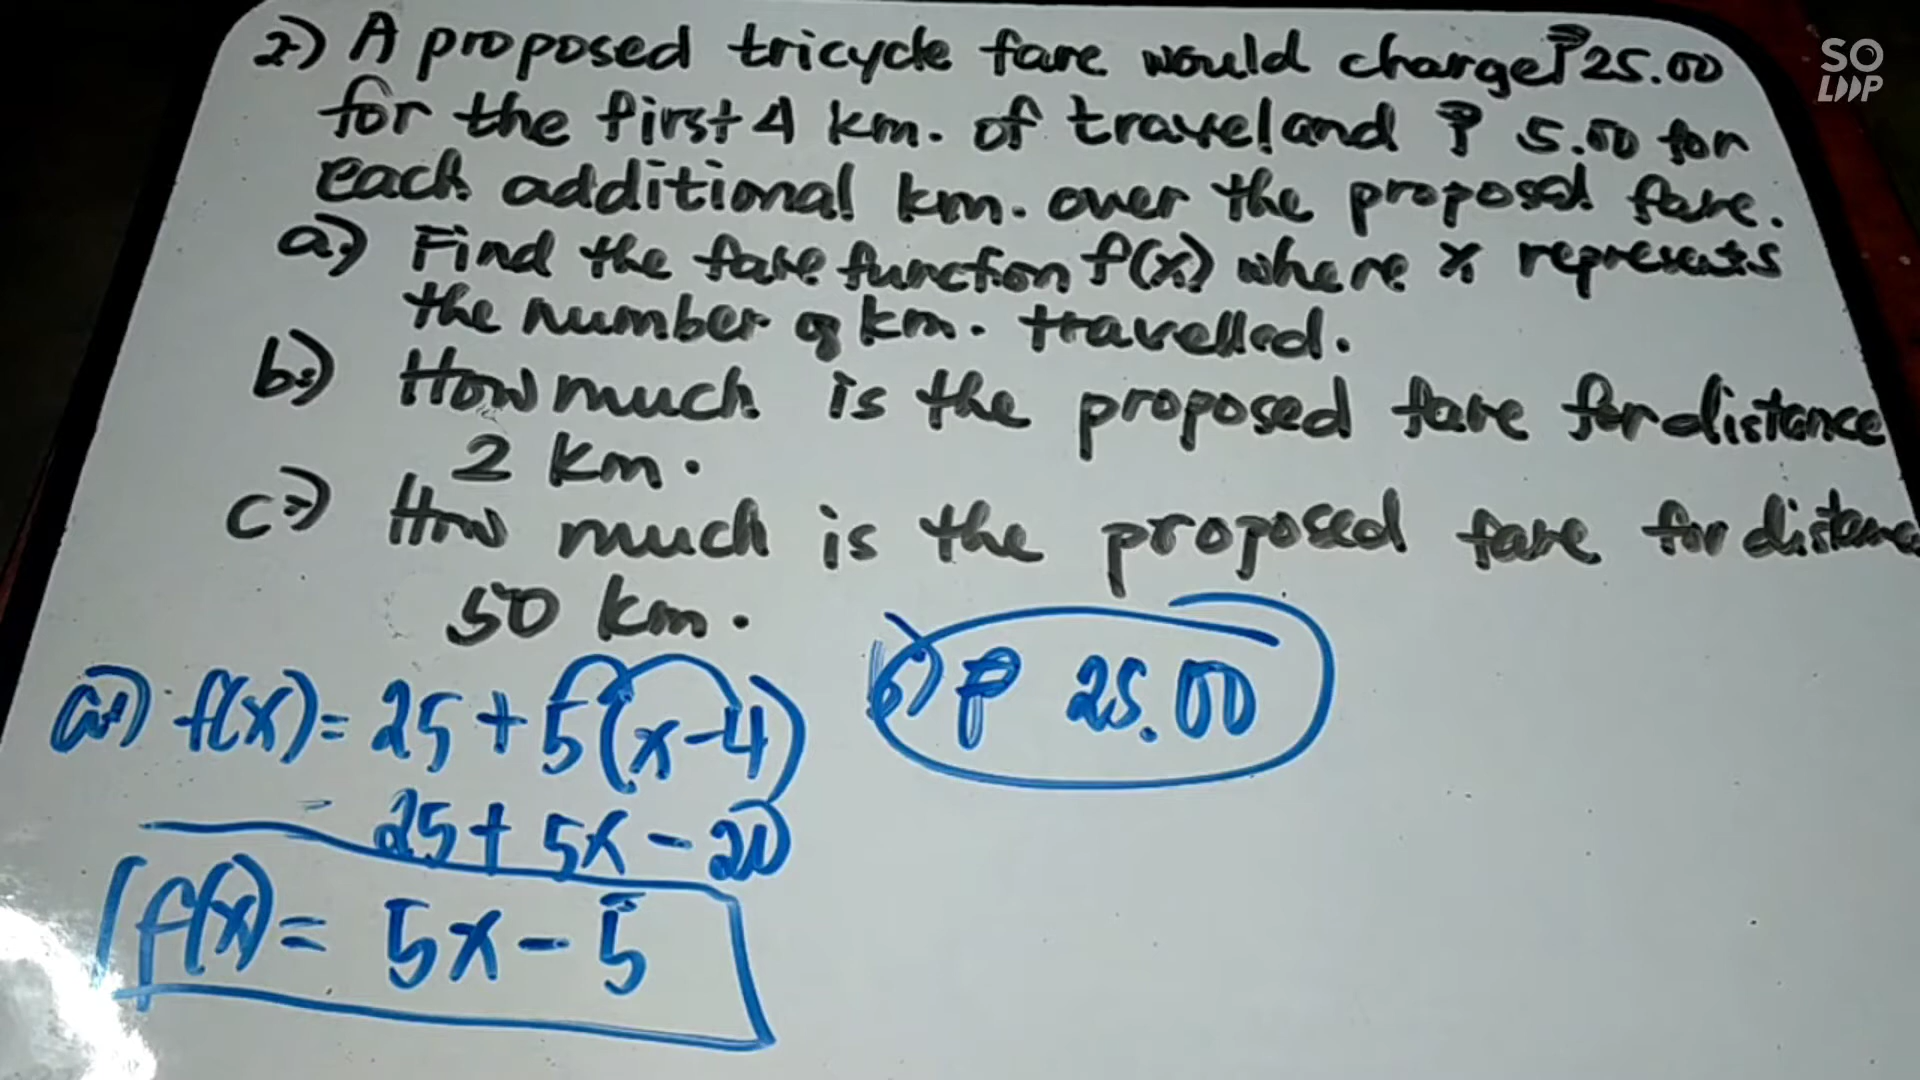 2.) A proposed tricycle fare would charge ₱25.00
for the first 4 km. of travel and ₱ 5.00 for
each additional km. over the proposed fare.
a.) Find the fare function f(x) where x represents
the number of km. travelled.
b.) How much is the proposed fare for distance
2 km.
c.) How much is the proposed fare for distance
50 km.
a.) f(x) = 25 + 5(x-4)
= 25 + 5x - 20
f(x) = 5x - 5
b.) ₱ 25.00
SO
LOOP